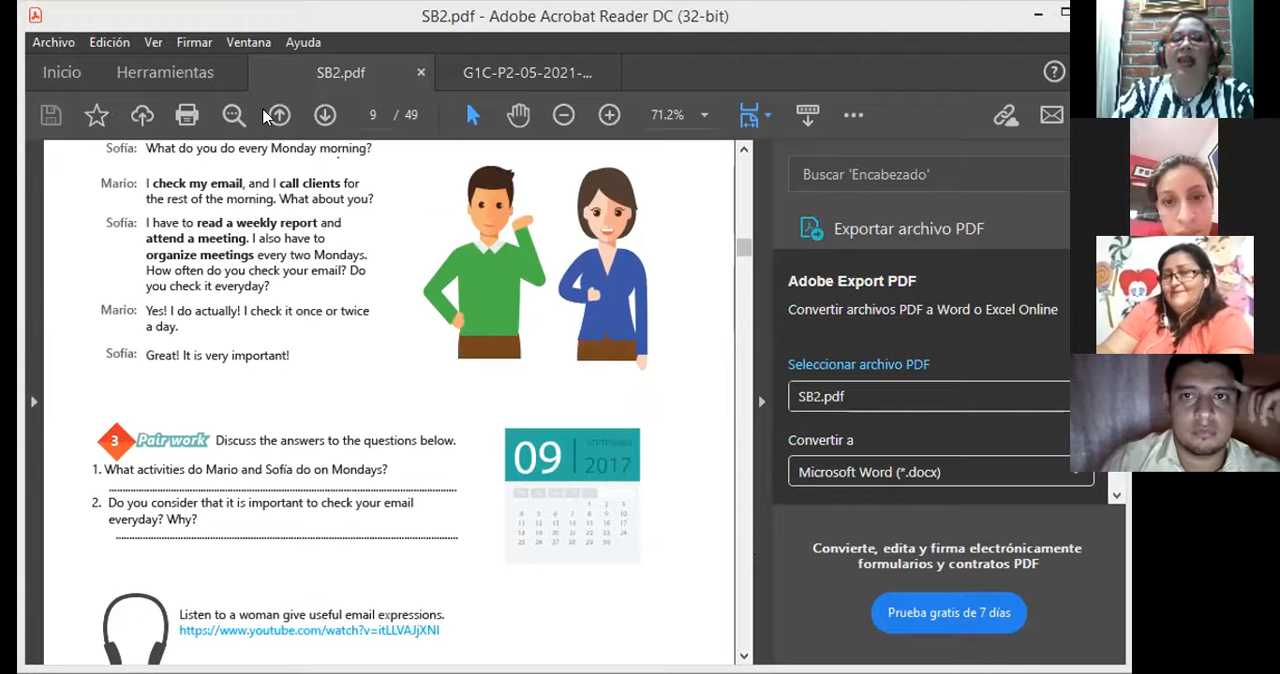 SB2.pdf - Adobe Acrobat Reader DC (32-bit)
Archivo Edición Ver Firmar Ventana Ayuda
Inicio Herramientas SB2.pdf × G1C-P2-05-2021-...
9 / 49 71.2%
Sofía: What do you do every Monday morning?
Mario: I check my email, and I call clients for
the rest of the morning. What about you?
Sofía: I have to read a weekly report and
attend a meeting. I also have to
organize meetings every two Mondays.
How often do you check your email? Do
you check it everyday?
Mario: Yes! I do actually! I check it once or twice
a day.
Sofía: Great! It is very important!
3 Pair work Discuss the answers to the questions below.
1. What activities do Mario and Sofía do on Mondays?
2. Do you consider that it is important to check your email
everyday? Why?
09 SEPTEMBER
2017
Listen to a woman give useful email expressions.
https://www.youtube.com/watch?v=itLLVAJjXNI
Buscar 'Encabezado'
Exportar archivo PDF
Adobe Export PDF
Convertir archivos PDF a Word o Excel Online
Seleccionar archivo PDF
SB2.pdf
Convertir a
Microsoft Word (*.docx)
Convierte, edita y firma electrónicamente
formularios y contratos PDF
Prueba gratis de 7 días